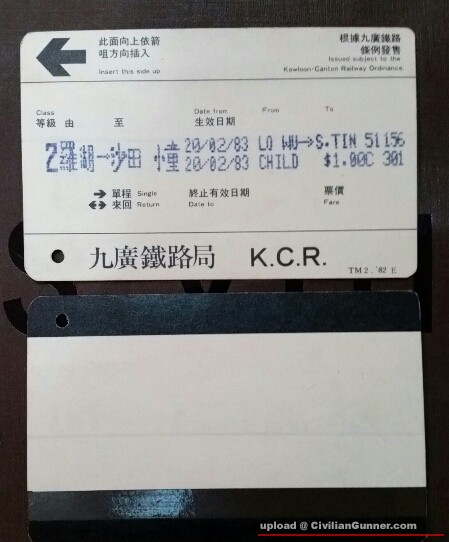 此面向上依箭
咀方向插入
Insert this side up
根據九廣鐵路
條例發售
Issued subject to the
Kowloon-Canton Railway Ordinance.
Class
等級 由 至
Date from
生效日期
From
To
2羅湖→沙田 小童 20/02/83 LO WU→S.TIN 51156
20/02/83 CHILD $1.00C 301
單程 Single
來回 Return
終止有效日期
Date to
票價
Fare
九廣鐵路局 K.C.R.
TM 2. '82 E
upload @ CivilianGunner.com